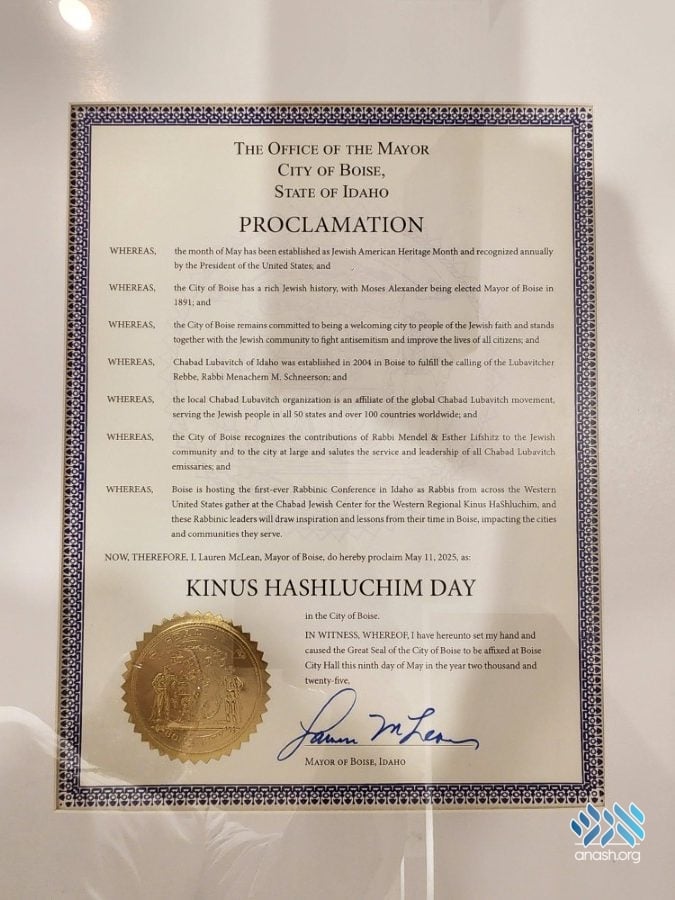 THE OFFICE OF THE MAYOR
CITY OF BOISE,
STATE OF IDAHO
PROCLAMATION
WHEREAS, the month of May has been established as Jewish American Heritage Month and recognized annually
by the President of the United States; and
WHEREAS, the City of Boise has a rich Jewish history, with Moses Alexander being elected Mayor of Boise in
1891; and
WHEREAS, the City of Boise remains committed to being a welcoming city to people of the Jewish faith and stands
together with the Jewish community to fight antisemitism and improve the lives of all citizens; and
WHEREAS, Chabad Lubavitch of Idaho was established in 2004 in Boise to fulfill the calling of the Lubavitcher
Rebbe, Rabbi Menachem M. Schneerson; and
WHEREAS, the local Chabad Lubavitch organization is an affiliate of the global Chabad Lubavitch movement,
serving the Jewish people in all 50 states and over 100 countries worldwide; and
WHEREAS, the City of Boise recognizes the contributions of Rabbi Mendel & Esther Lifshitz to the Jewish
community and to the city at large and salutes the service and leadership of all Chabad Lubavitch
emissaries; and
WHEREAS, Boise is hosting the first-ever Rabbinic Conference in Idaho as Rabbis from across the Western
United States gather at the Chabad Jewish Center for the Western Regional Kinus HaShluchim, and
these Rabbinic leaders will draw inspiration and lessons from their time in Boise, impacting the cities
and communities they serve.
NOW, THEREFORE, I, Lauren McLean, Mayor of Boise, do hereby proclaim May 11, 2025, as:
KINUS HASHLUCHIM DAY
in the City of Boise.
IN WITNESS, WHEREOF, I have hereunto set my hand and
caused the Great Seal of the City of Boise to be affixed at Boise
City Hall this ninth day of May in the year two thousand and
twenty-five.
Lauren McLean
MAYOR OF BOISE, IDAHO
אנש
anash.org